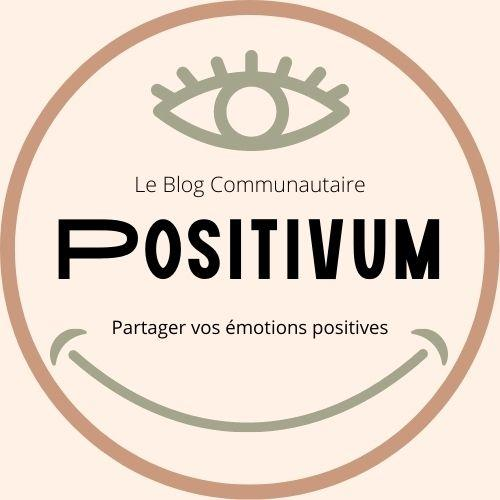 Le Blog Communautaire
POSITIVUM
Partager vos émotions positives